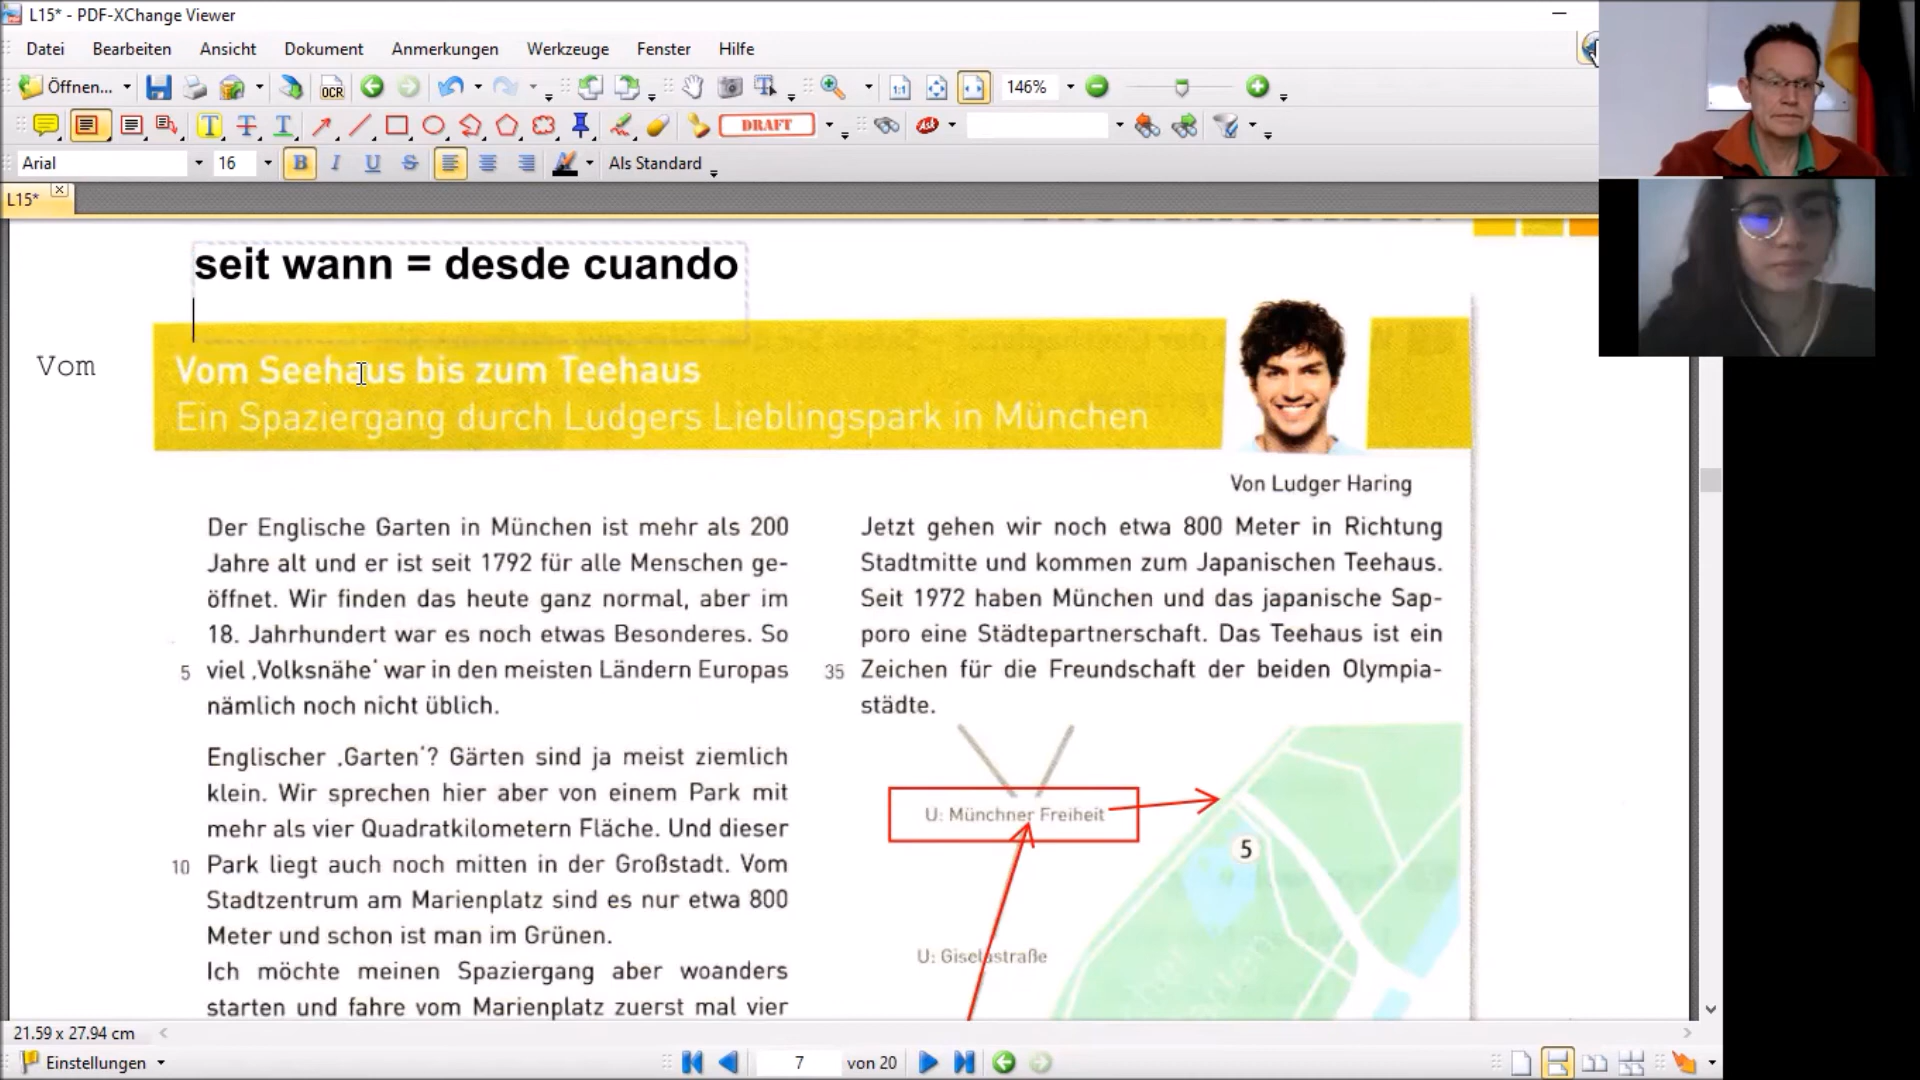 L15* - PDF-XChange Viewer
Datei Bearbeiten Ansicht Dokument Anmerkungen Werkzeuge Fenster Hilfe
Öffnen... OCR 146%
DRAFT Ask
Arial 16 B I U S Als Standard
L15*
seit wann = desde cuando
Vom
Vom Seehaus bis zum Teehaus
Ein Spaziergang durch Ludgers Lieblingspark in München
Von Ludger Haring
Der Englische Garten in München ist mehr als 200
Jahre alt und er ist seit 1792 für alle Menschen ge-
öffnet. Wir finden das heute ganz normal, aber im
18. Jahrhundert war es noch etwas Besonderes. So
5 viel ‚Volksnähe‘ war in den meisten Ländern Europas
nämlich noch nicht üblich.
Englischer ‚Garten‘? Gärten sind ja meist ziemlich
klein. Wir sprechen hier aber von einem Park mit
mehr als vier Quadratkilometern Fläche. Und dieser
10 Park liegt auch noch mitten in der Großstadt. Vom
Stadtzentrum am Marienplatz sind es nur etwa 800
Meter und schon ist man im Grünen.
Ich möchte meinen Spaziergang aber woanders
starten und fahre vom Marienplatz zuerst mal vier
Jetzt gehen wir noch etwa 800 Meter in Richtung
Stadtmitte und kommen zum Japanischen Teehaus.
Seit 1972 haben München und das japanische Sap-
poro eine Städtepartnerschaft. Das Teehaus ist ein
35 Zeichen für die Freundschaft der beiden Olympia-
städte.
U: Münchner Freiheit
5
U: Giselastraße
21.59 x 27.94 cm
Einstellungen 7 von 20